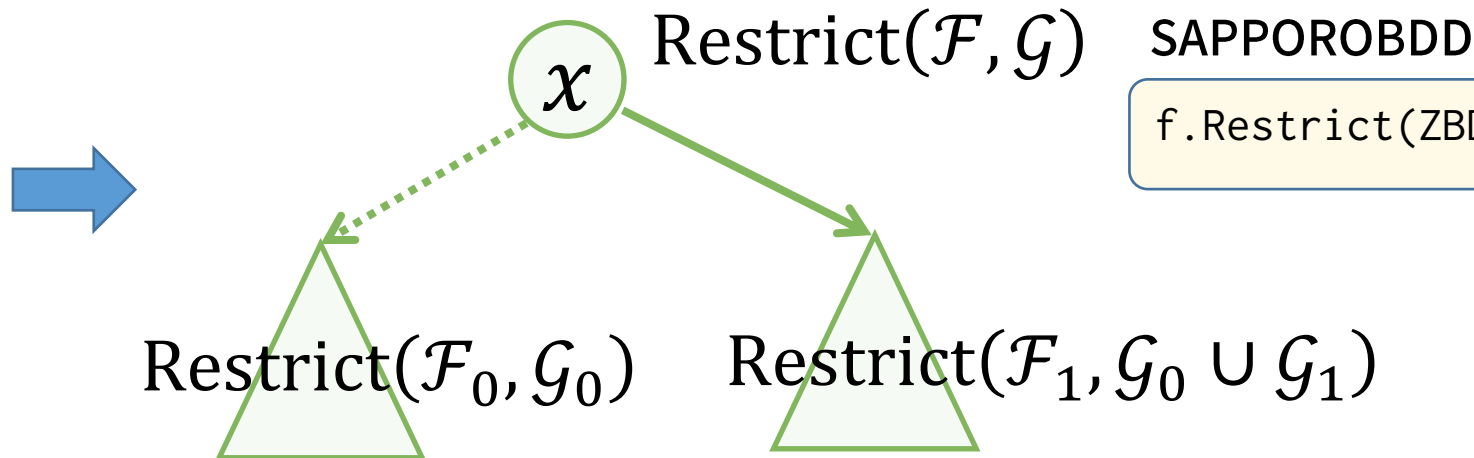 x
Restrict(ℱ, 𝒢)
SAPPOROBDD
f.Restrict(ZBD
Restrict(ℱ₀, 𝒢₀)
Restrict(ℱ₁, 𝒢₀ ∪ 𝒢₁)